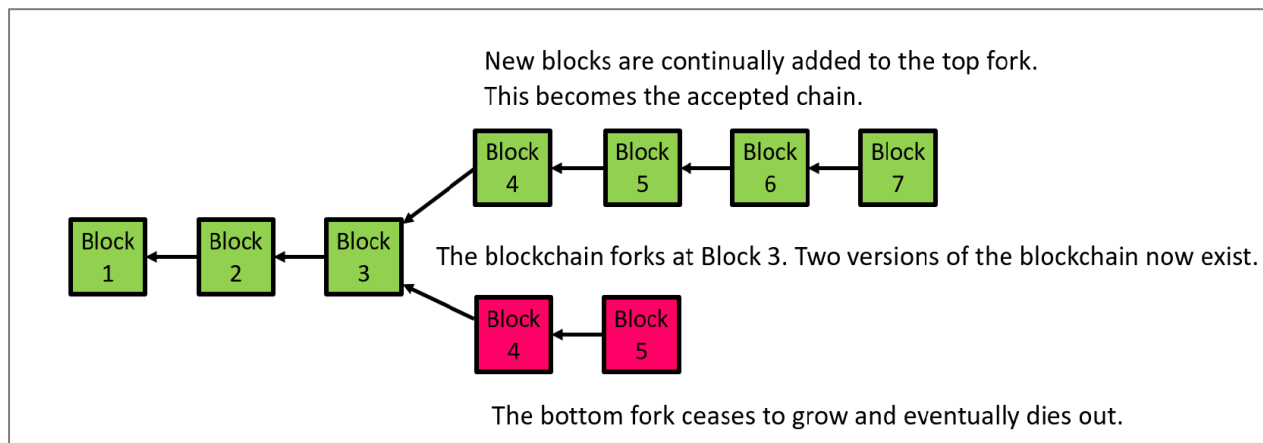 New blocks are continually added to the top fork.
This becomes the accepted chain.
Block
4
Block
5
Block
6
Block
7
Block
1
Block
2
Block
3
The blockchain forks at Block 3. Two versions of the blockchain now exist.
Block
4
Block
5
The bottom fork ceases to grow and eventually dies out.